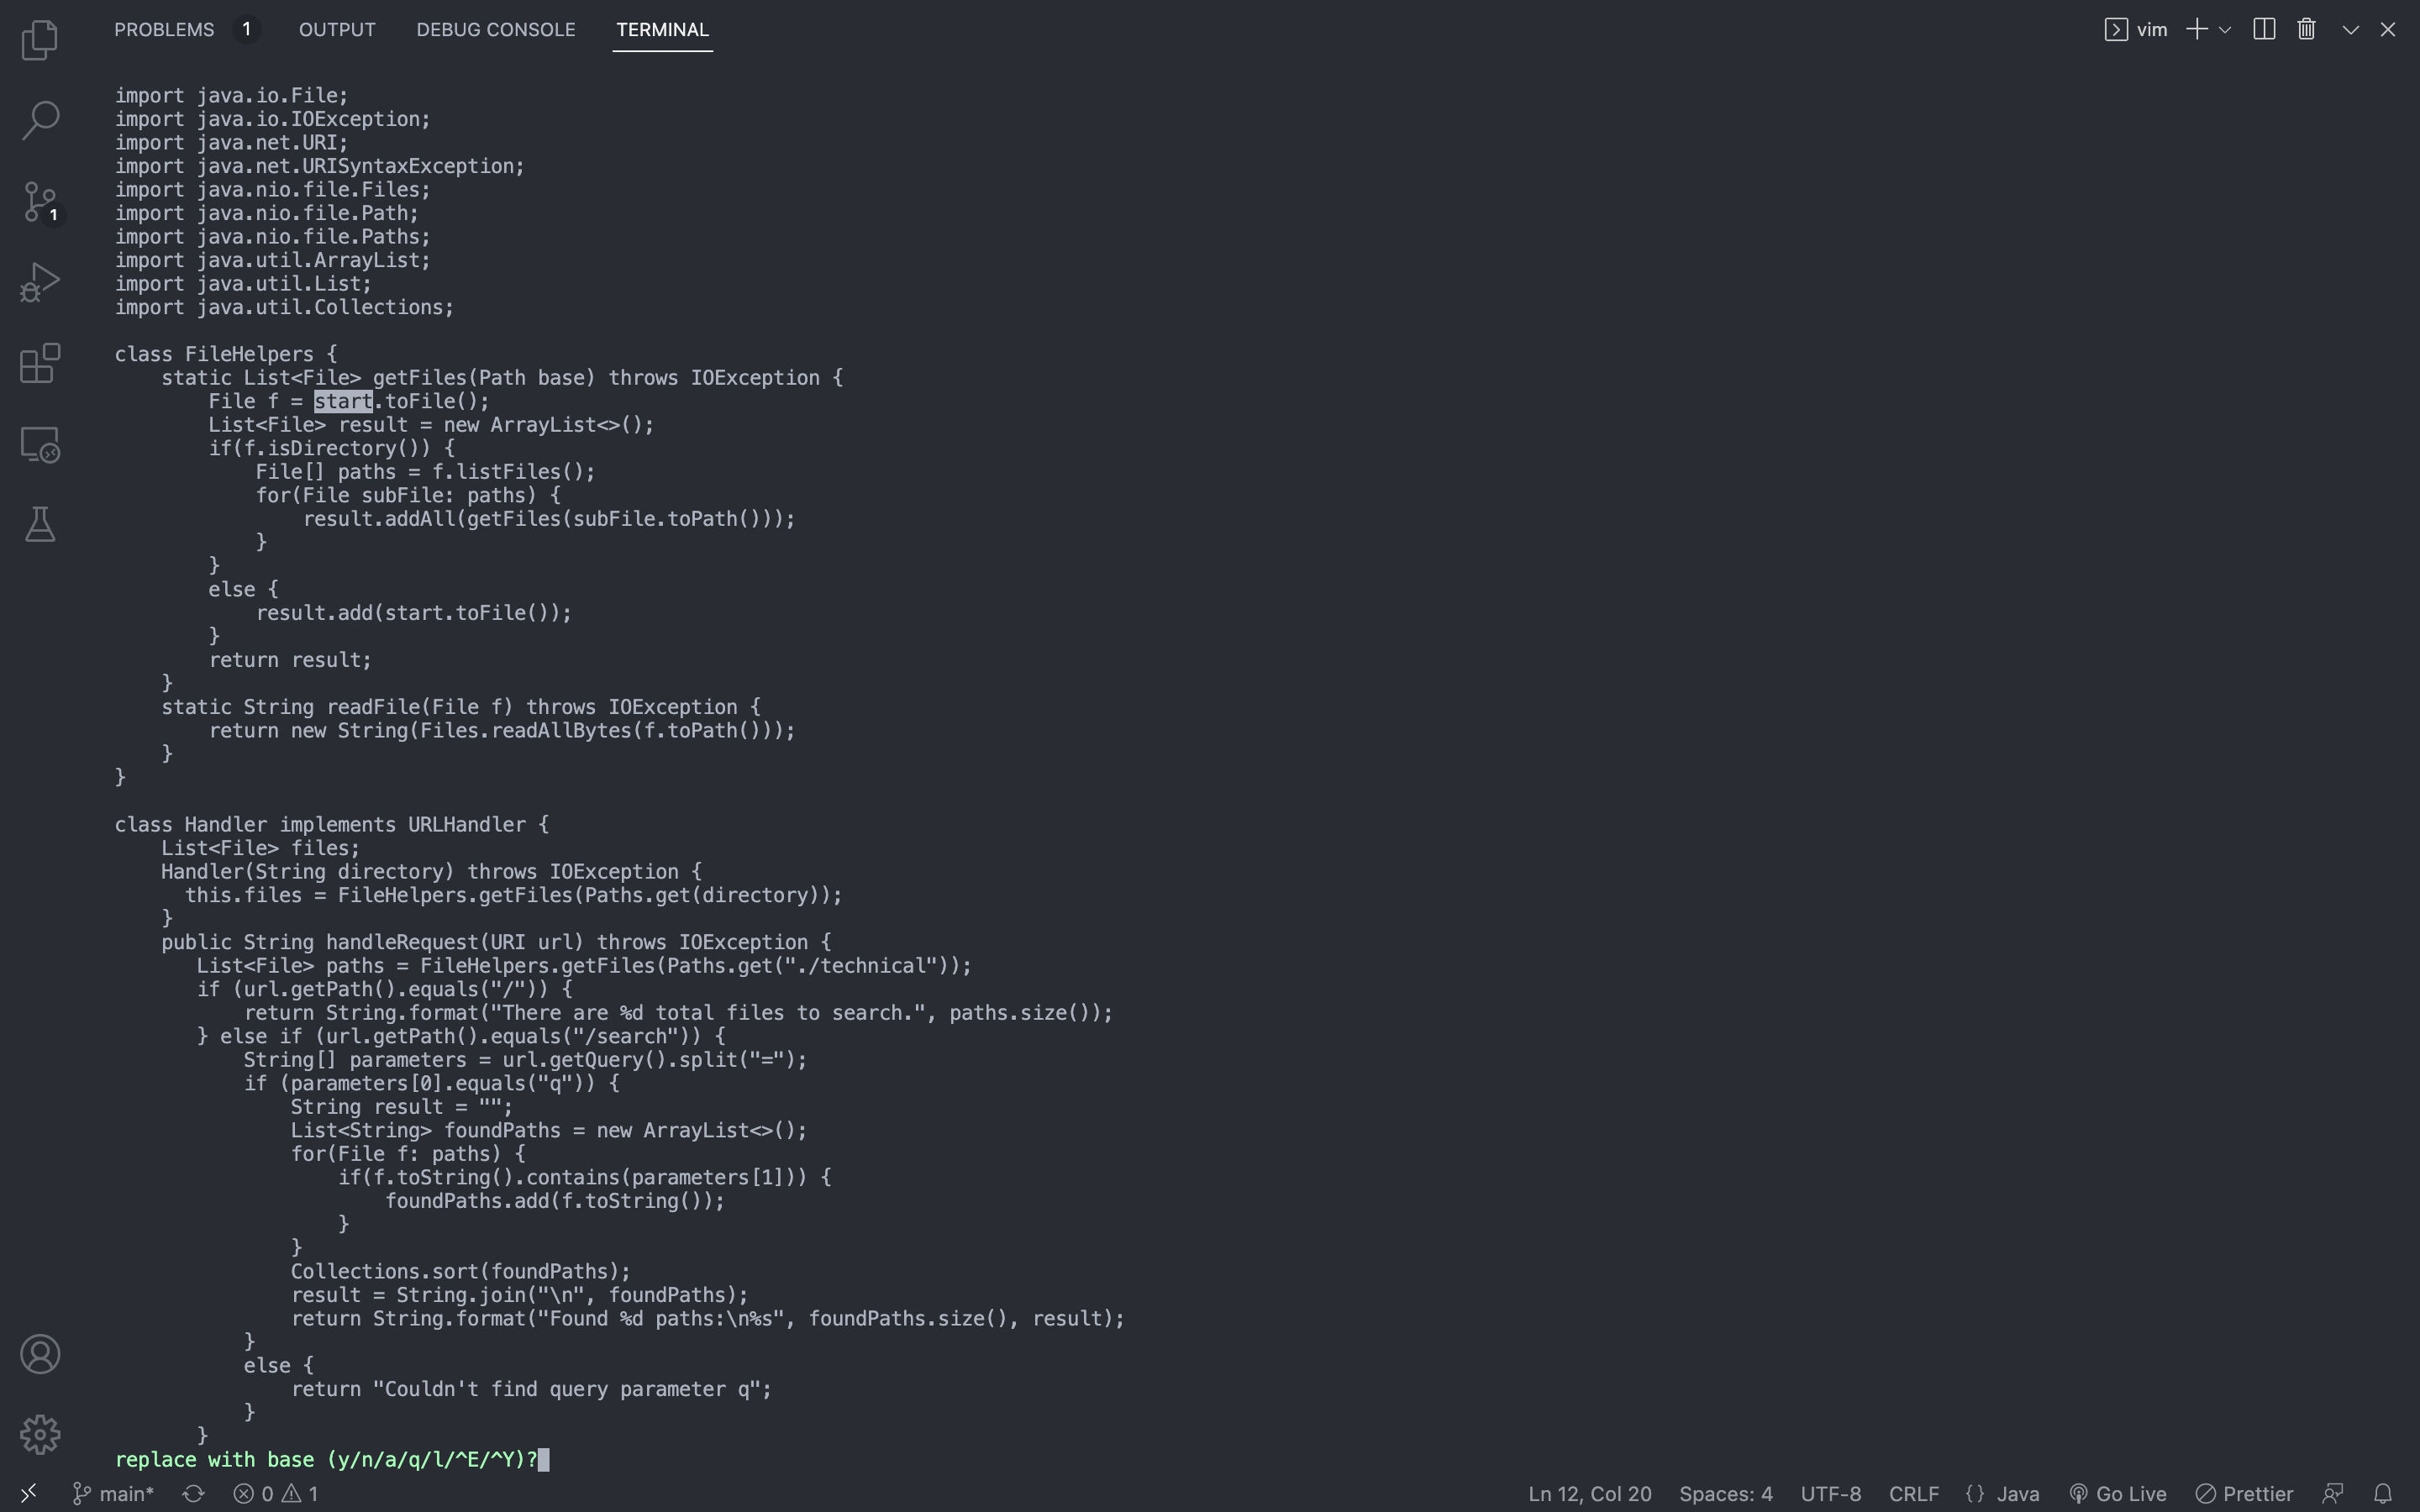 PROBLEMS 1 OUTPUT DEBUG CONSOLE TERMINAL vim
import java.io.File;
import java.io.IOException;
import java.net.URI;
import java.net.URISyntaxException;
import java.nio.file.Files;
import java.nio.file.Path;
import java.nio.file.Paths;
import java.util.ArrayList;
import java.util.List;
import java.util.Collections;

class FileHelpers {
    static List<File> getFiles(Path base) throws IOException {
        File f = start.toFile();
        List<File> result = new ArrayList<>();
        if(f.isDirectory()) {
            File[] paths = f.listFiles();
            for(File subFile: paths) {
                result.addAll(getFiles(subFile.toPath()));
            }
        }
        else {
            result.add(start.toFile());
        }
        return result;
    }
    static String readFile(File f) throws IOException {
        return new String(Files.readAllBytes(f.toPath()));
    }
}

class Handler implements URLHandler {
    List<File> files;
    Handler(String directory) throws IOException {
      this.files = FileHelpers.getFiles(Paths.get(directory));
    }
    public String handleRequest(URI url) throws IOException {
       List<File> paths = FileHelpers.getFiles(Paths.get("./technical"));
       if (url.getPath().equals("/")) {
           return String.format("There are %d total files to search.", paths.size());
       } else if (url.getPath().equals("/search")) {
           String[] parameters = url.getQuery().split("=");
           if (parameters[0].equals("q")) {
               String result = "";
               List<String> foundPaths = new ArrayList<>();
               for(File f: paths) {
                   if(f.toString().contains(parameters[1])) {
                       foundPaths.add(f.toString());
                   }
               }
               Collections.sort(foundPaths);
               result = String.join("\n", foundPaths);
               return String.format("Found %d paths:\n%s", foundPaths.size(), result);
           }
           else {
               return "Couldn't find query parameter q";
           }
       }
replace with base (y/n/a/q/l/^E/^Y)?
1
main* 0 1 Ln 12, Col 20 Spaces: 4 UTF-8 CRLF {} Java Go Live Prettier